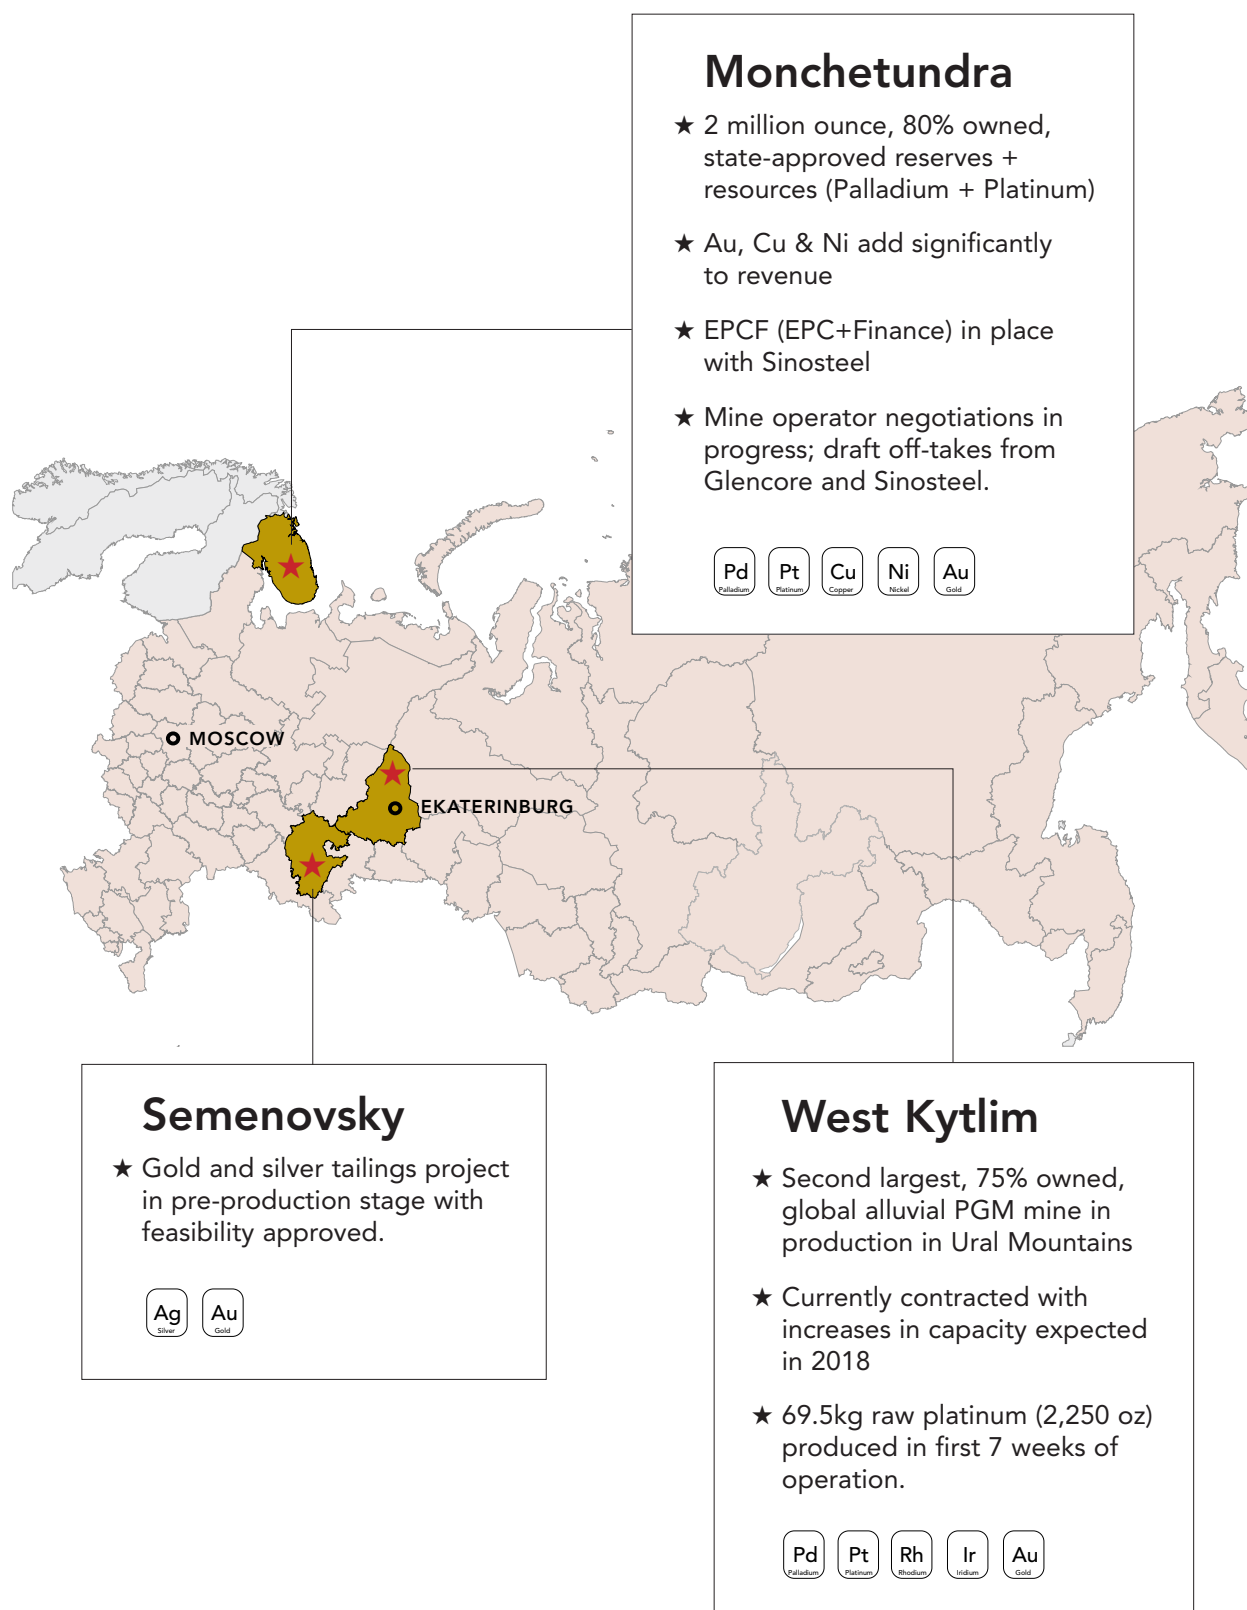 Monchetundra
★ 2 million ounce, 80% owned,
state-approved reserves +
resources (Palladium + Platinum)
★ Au, Cu & Ni add significantly
to revenue
★ EPCF (EPC+Finance) in place
with Sinosteel
★ Mine operator negotiations in
progress; draft off-takes from
Glencore and Sinosteel.
Pd Pt Cu Ni Au
Palladium Platinum Copper Nickel Gold
MOSCOW
EKATERINBURG
Semenovsky
★ Gold and silver tailings project
in pre-production stage with
feasibility approved.
Ag Au
Silver Gold
West Kytlim
★ Second largest, 75% owned,
global alluvial PGM mine in
production in Ural Mountains
★ Currently contracted with
increases in capacity expected
in 2018
★ 69.5kg raw platinum (2,250 oz)
produced in first 7 weeks of
operation.
Pd Pt Rh Ir Au
Palladium Platinum Rhodium Iridium Gold